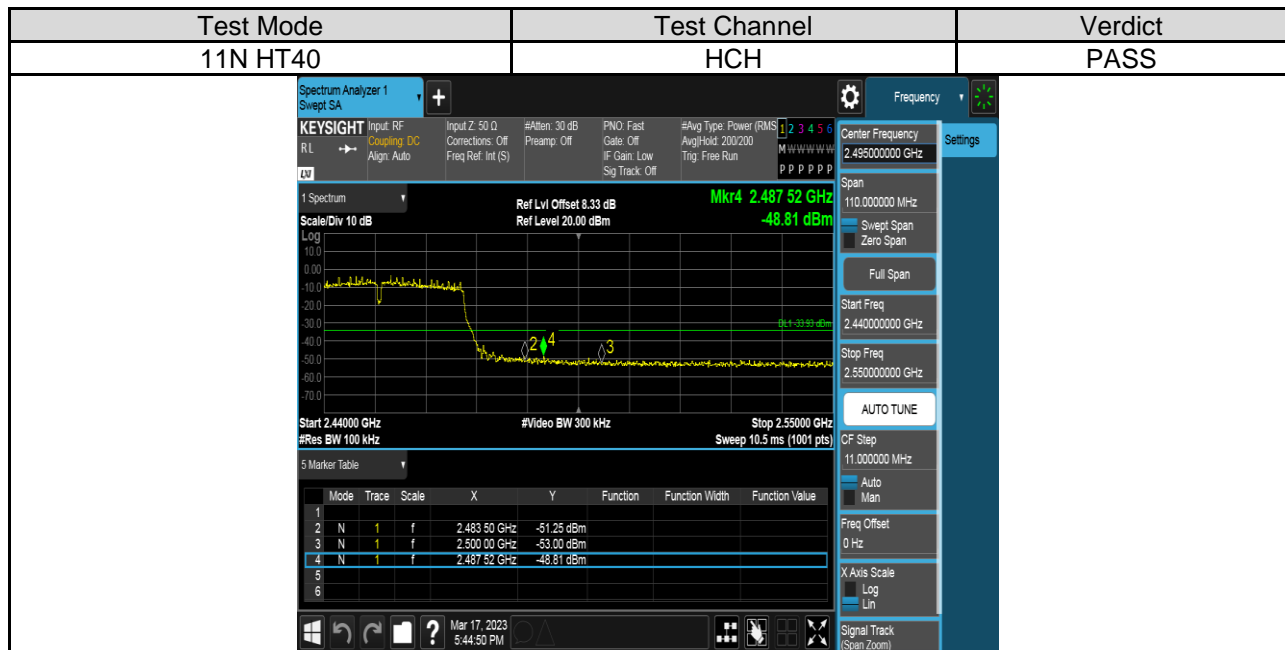 Test Mode Test Channel Verdict
11N HT40 HCH PASS
Spectrum Analyzer 1
Swept SA
+
Frequency
KEYSIGHT
RL
LXI
Input: RF
Coupling: DC
Align: Auto
Input Z: 50 Ω
Corrections: Off
Freq Ref: Int (S)
#Atten: 30 dB
Preamp: Off
PNO: Fast
Gate: Off
IF Gain: Low
Sig Track: Off
#Avg Type: Power (RMS
Avg|Hold: 200/200
Trig: Free Run
1 2 3 4 5 6
M W W W W W
P P P P P P
1 Spectrum
Scale/Div 10 dB
Log
Ref Lvl Offset 8.33 dB
Ref Level 20.00 dBm
Mkr4 2.487 52 GHz
-48.81 dBm
10.0
0.00
-10.0
-20.0
-30.0
-40.0
-50.0
-60.0
-70.0
DL1 -33.93 dBm
2 4 3
Start 2.44000 GHz #Video BW 300 kHz Stop 2.55000 GHz
#Res BW 100 kHz Sweep 10.5 ms (1001 pts)
5 Marker Table
Mode Trace Scale X Y Function Function Width Function Value
1
2 N 1 f 2.483 50 GHz -51.25 dBm
3 N 1 f 2.500 00 GHz -53.00 dBm
4 N 1 f 2.487 52 GHz -48.81 dBm
5
6
?
Mar 17, 2023
5:44:50 PM
Center Frequency
2.495000000 GHz
Settings
Span
110.000000 MHz
Swept Span
Zero Span
Full Span
Start Freq
2.440000000 GHz
Stop Freq
2.550000000 GHz
AUTO TUNE
CF Step
11.000000 MHz
Auto
Man
Freq Offset
0 Hz
X Axis Scale
Log
Lin
Signal Track
(Span Zoom)